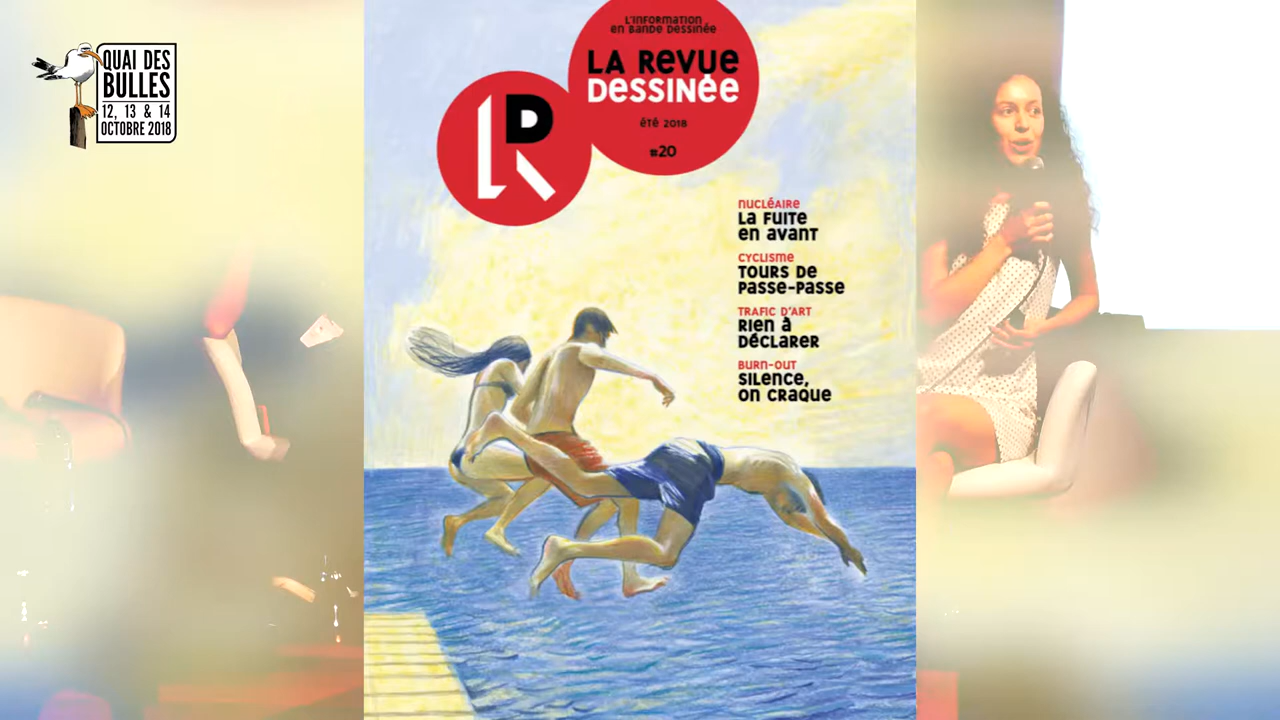 QUAI DES
BULLES
12, 13 & 14
OCTOBRE 2018
L'INFORMATION
en BANDE DESSINÉE
LA REVUE
DESSINÉE
été 2018
#20
LR
nucléaire
LA FUITE
en avant
CYCLISME
TOURS DE
PASSE-PASSE
TRAFIC D'ART
RIEN à
DÉCLARER
BURN-OUT
SILENCE,
ON CRAQUE